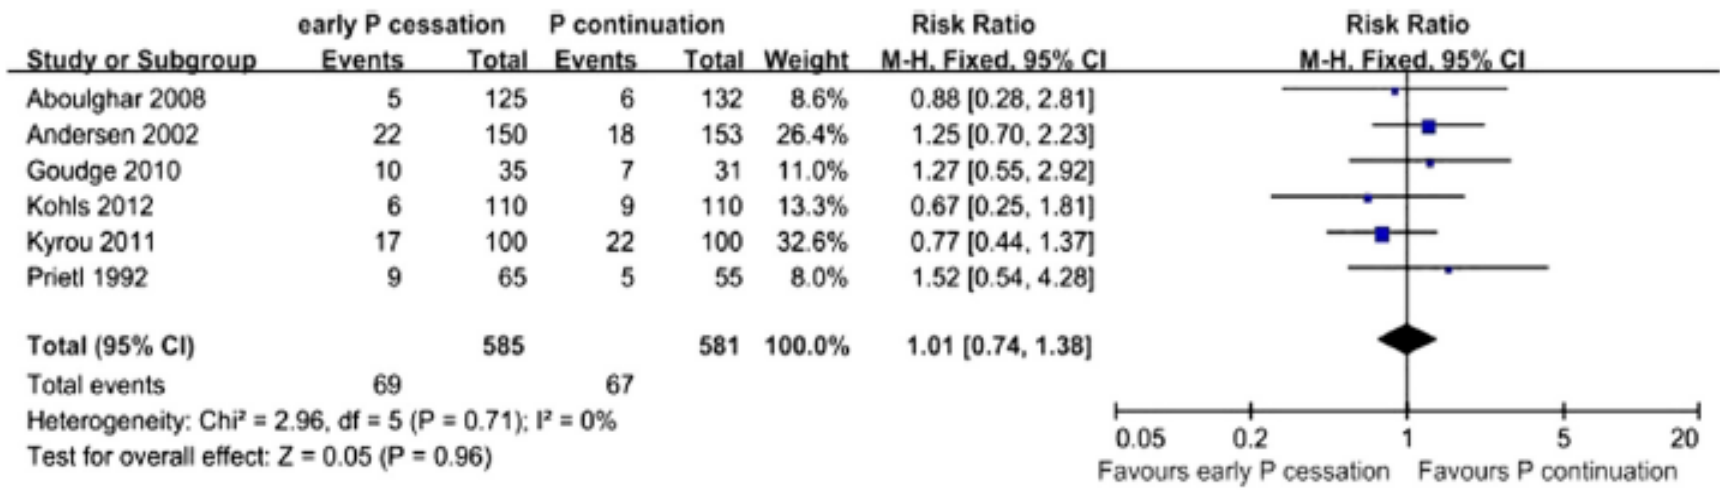 early P cessation P continuation Risk Ratio Risk Ratio
Study or Subgroup Events Total Events Total Weight M-H, Fixed, 95% CI M-H, Fixed, 95% CI
Aboulghar 2008 5 125 6 132 8.6% 0.88 [0.28, 2.81]
Andersen 2002 22 150 18 153 26.4% 1.25 [0.70, 2.23]
Goudge 2010 10 35 7 31 11.0% 1.27 [0.55, 2.92]
Kohls 2012 6 110 9 110 13.3% 0.67 [0.25, 1.81]
Kyrou 2011 17 100 22 100 32.6% 0.77 [0.44, 1.37]
Prietl 1992 9 65 5 55 8.0% 1.52 [0.54, 4.28]
Total (95% CI) 585 581 100.0% 1.01 [0.74, 1.38]
Total events 69 67
Heterogeneity: Chi² = 2.96, df = 5 (P = 0.71); I² = 0%
Test for overall effect: Z = 0.05 (P = 0.96)
0.05 0.2 1 5 20
Favours early P cessation Favours P continuation